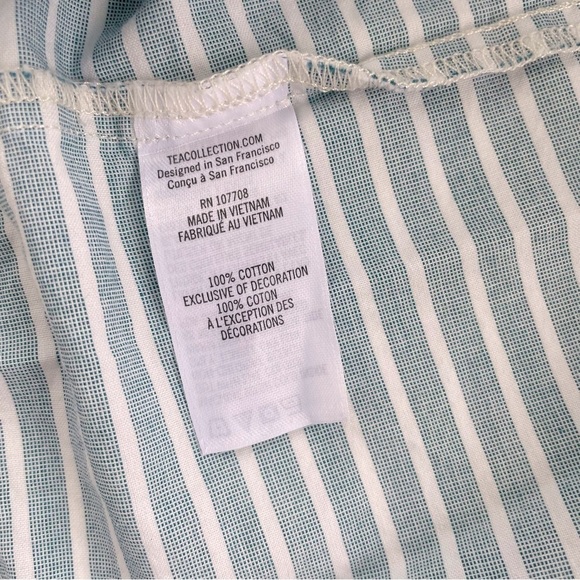 TEACOLLECTION.COM
Designed in San Francisco
Conçu à San Francisco
RN 107708
MADE IN VIETNAM
FABRIQUÉ AU VIETNAM
100% COTTON
EXCLUSIVE OF DECORATION
100% COTON
À L'EXCEPTION DES
DÉCORATIONS